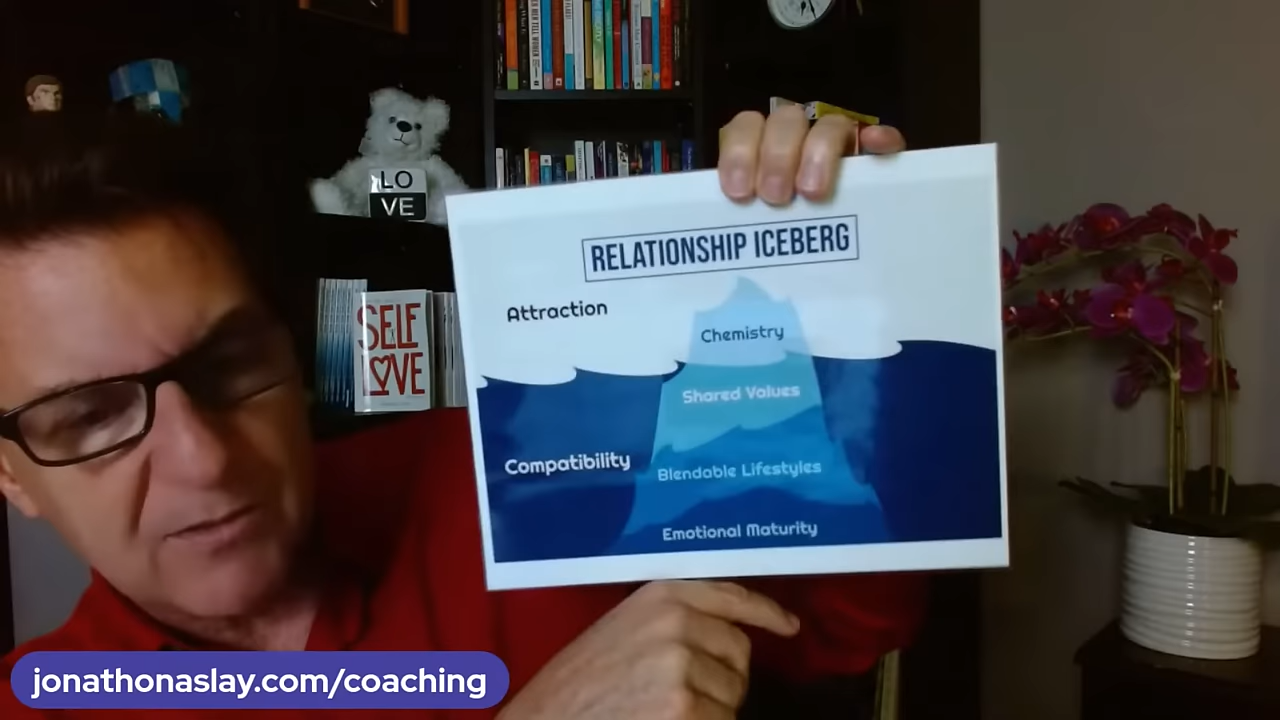 LO
VE
SELF
LOVE
RELATIONSHIP ICEBERG
Attraction
Chemistry
Shared Values
Compatibility
Blendable Lifestyles
Emotional Maturity
jonathonaslay.com/coaching